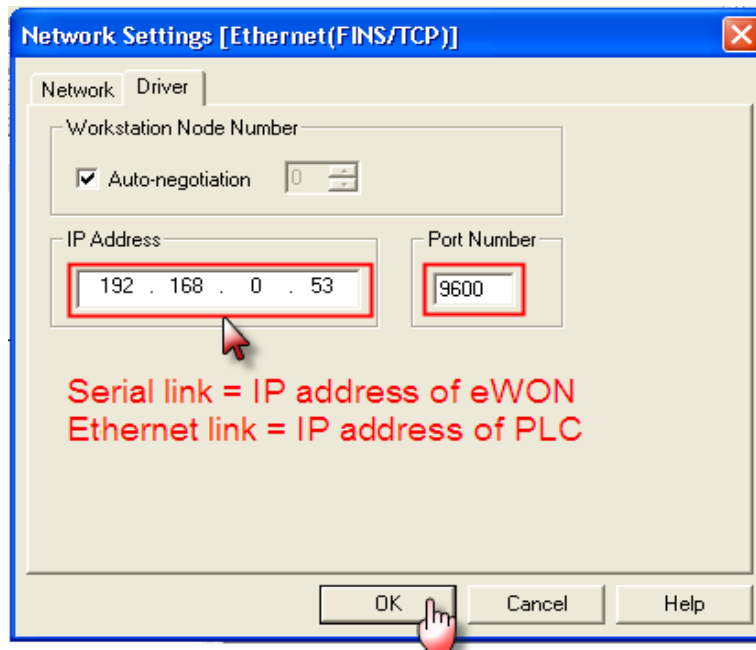 Network Settings [Ethernet(FINS/TCP)]
Network Driver
Workstation Node Number
Auto-negotiation 0
IP Address Port Number
192 . 168 . 0 . 53 9600
Serial link = IP address of eWON
Ethernet link = IP address of PLC
OK Cancel Help